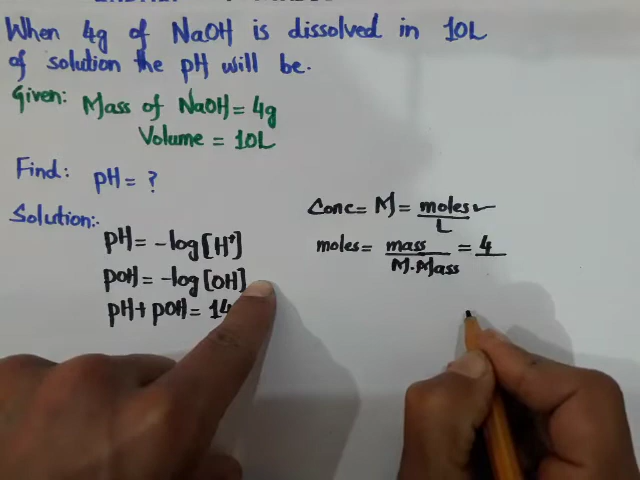 When 4g of NaOH is dissolved in 10L
of solution the pH will be.
Given: Mass of NaOH = 4g
Volume = 10L
Find: pH = ?
Solution:-
pH = -log[H⁺]
pOH = -log[OH]
pH + pOH = 14
Conc = M = moles✓ / L
moles = mass / M.Mass = 4